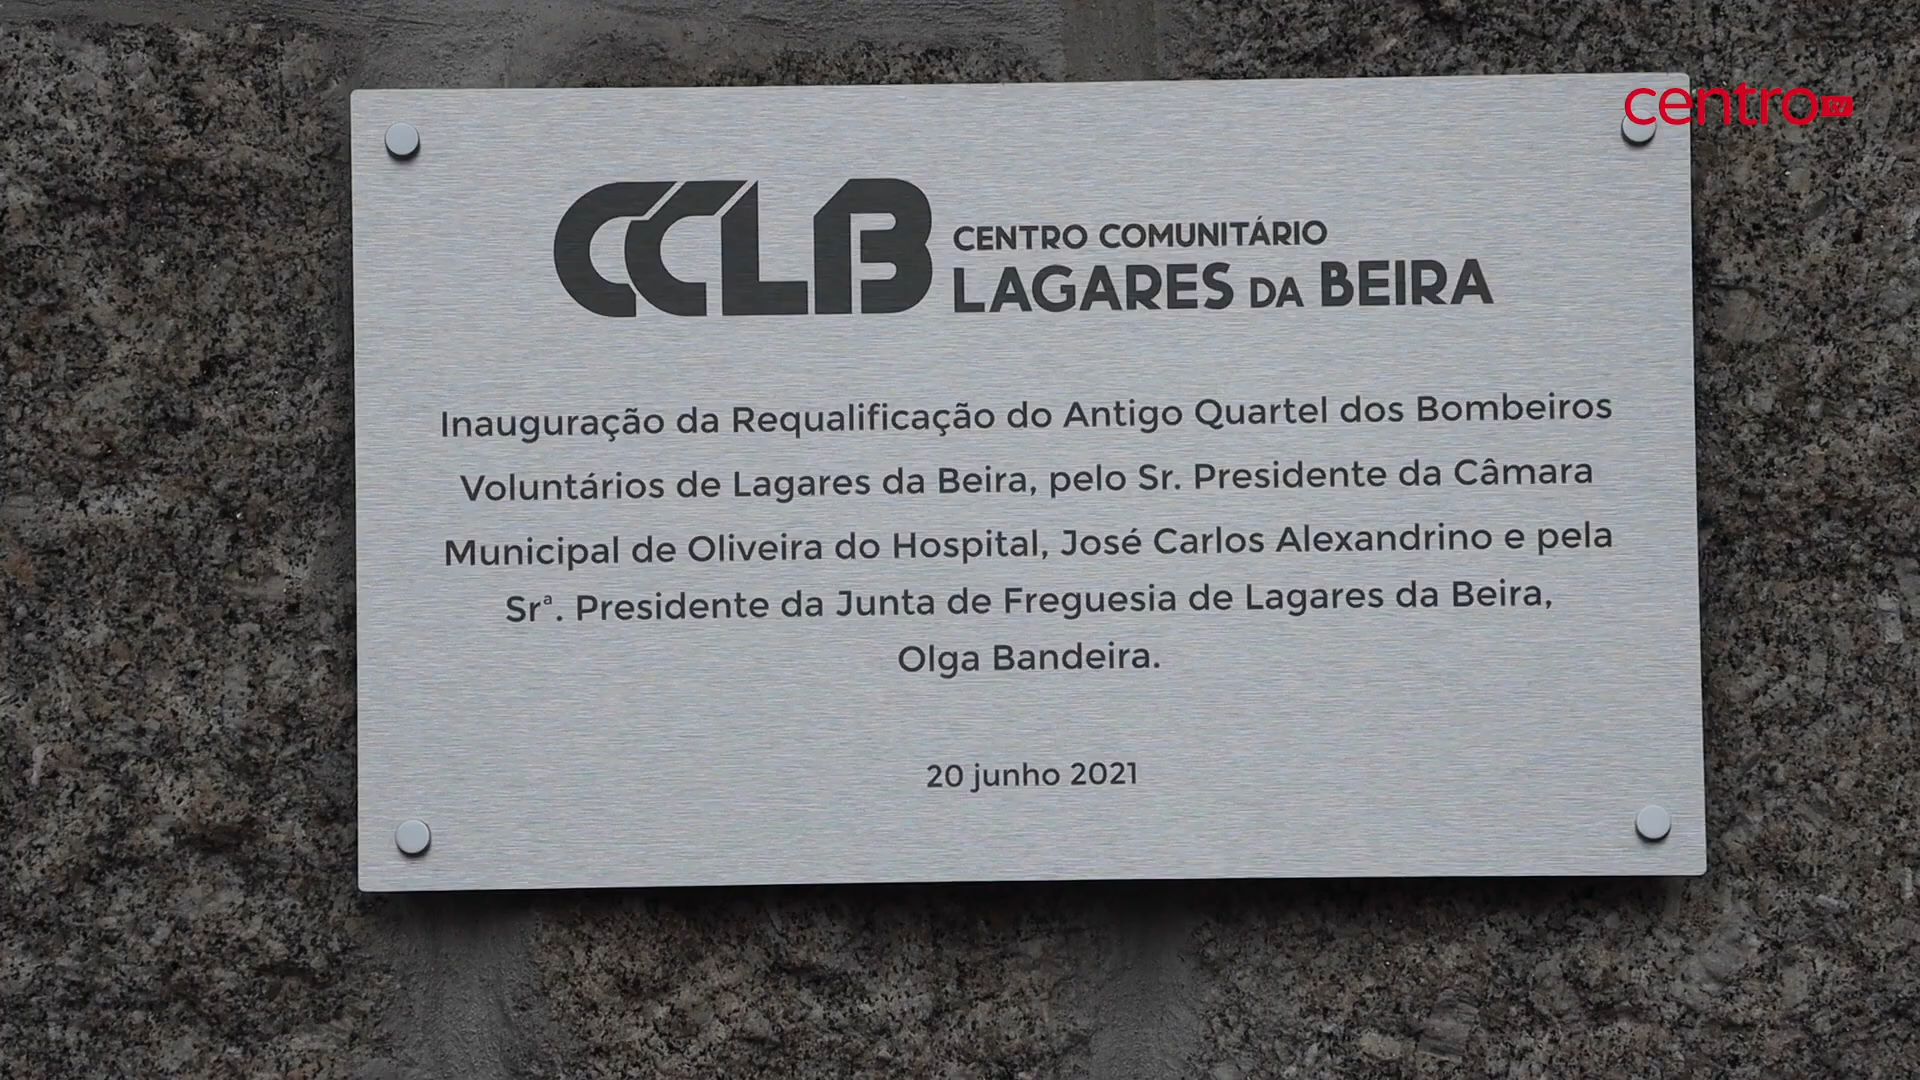 centro tv
CCLB
CENTRO COMUNITÁRIO
LAGARES DA BEIRA
Inauguração da Requalificação do Antigo Quartel dos Bombeiros
Voluntários de Lagares da Beira, pelo Sr. Presidente da Câmara
Municipal de Oliveira do Hospital, José Carlos Alexandrino e pela
Srª. Presidente da Junta de Freguesia de Lagares da Beira,
Olga Bandeira.
20 junho 2021